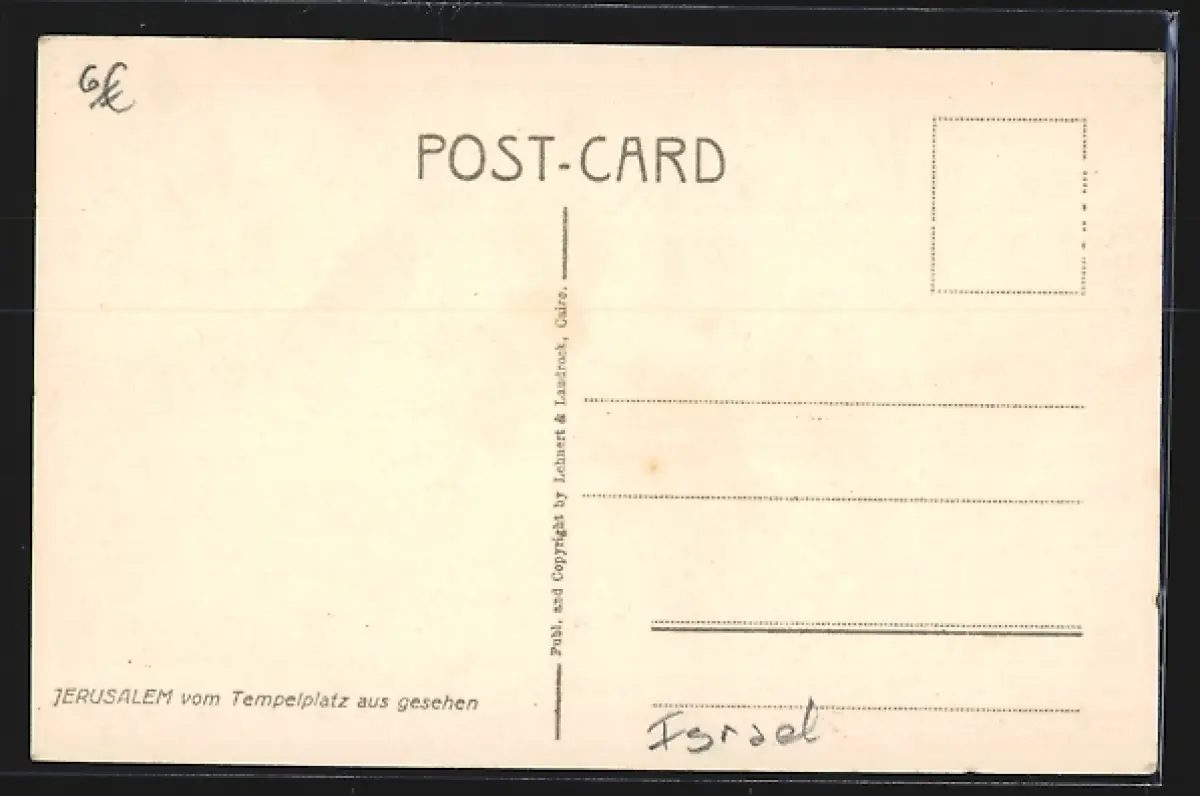 6€
POST-CARD
Publ. and Copyright by Lehnert & Landrock, Cairo.
JERUSALEM vom Tempelplatz aus gesehen
Israel